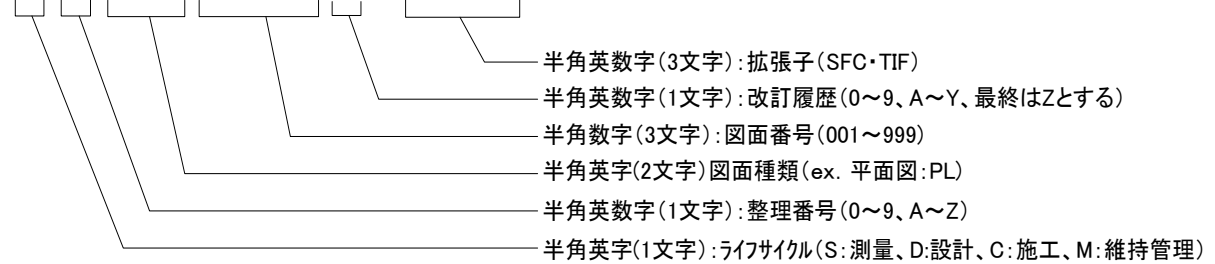 半角英数字(3文字):拡張子(SFC・TIF)
半角英数字(1文字):改訂履歴(0～9、A～Y、最終はZとする)
半角数字(3文字):図面番号(001～999)
半角英字(2文字)図面種類(ex. 平面図:PL)
半角英数字(1文字):整理番号(0～9、A～Z)
半角英字(1文字):ﾗｲﾌｻｲｸﾙ(S:測量、D:設計、C:施工、M:維持管理)